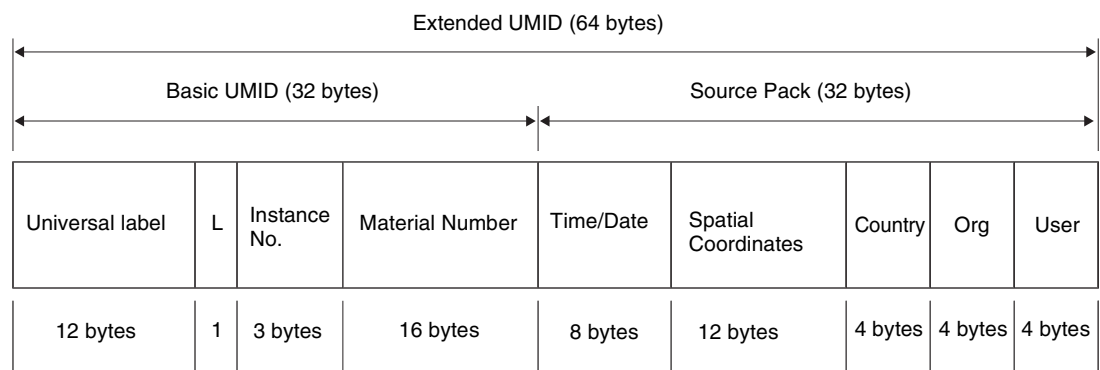 Extended UMID (64 bytes)
Basic UMID (32 bytes)
Source Pack (32 bytes)
Universal label
L
Instance
No.
Material Number
Time/Date
Spatial
Coordinates
Country
Org
User
12 bytes
1
3 bytes
16 bytes
8 bytes
12 bytes
4 bytes
4 bytes
4 bytes